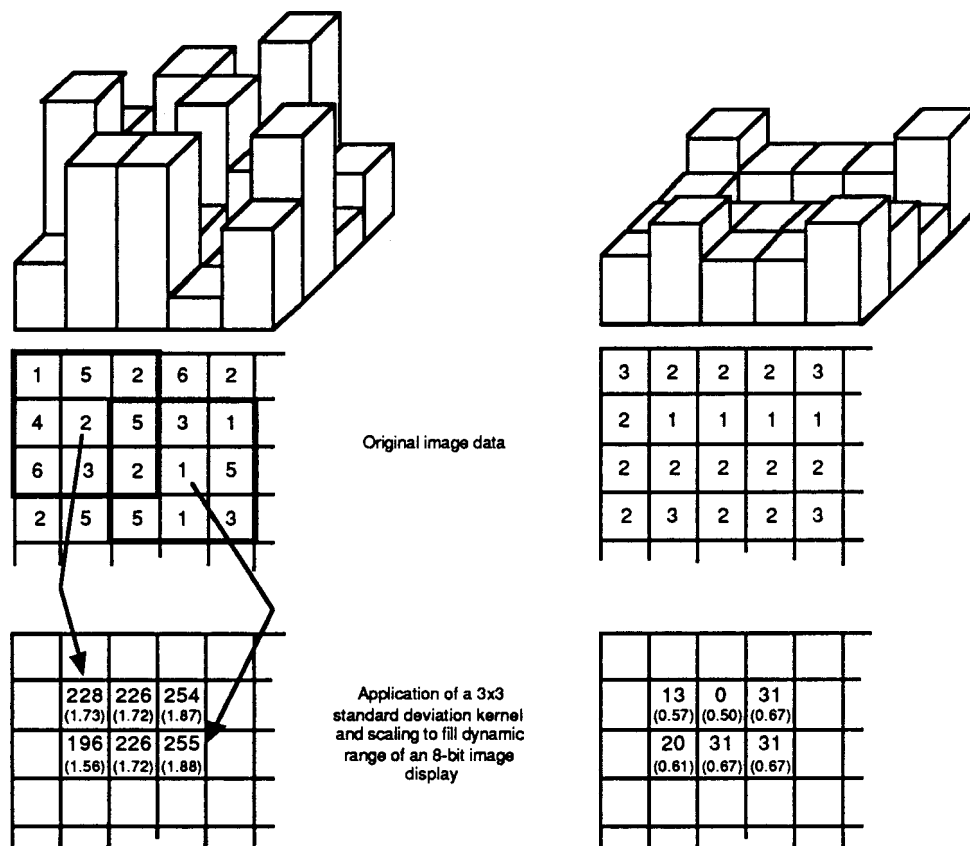 1 5 2 6 2
4 2 5 3 1
6 3 2 1 5
2 5 5 1 3
Original image data
3 2 2 2 3
2 1 1 1 1
2 2 2 2 2
2 3 2 2 3
228 226 254
(1.73) (1.72) (1.87)
196 226 255
(1.56) (1.72) (1.88)
Application of a 3x3
standard deviation kernel
and scaling to fill dynamic
range of an 8-bit image
display
13 0 31
(0.57) (0.50) (0.67)
20 31 31
(0.61) (0.67) (0.67)